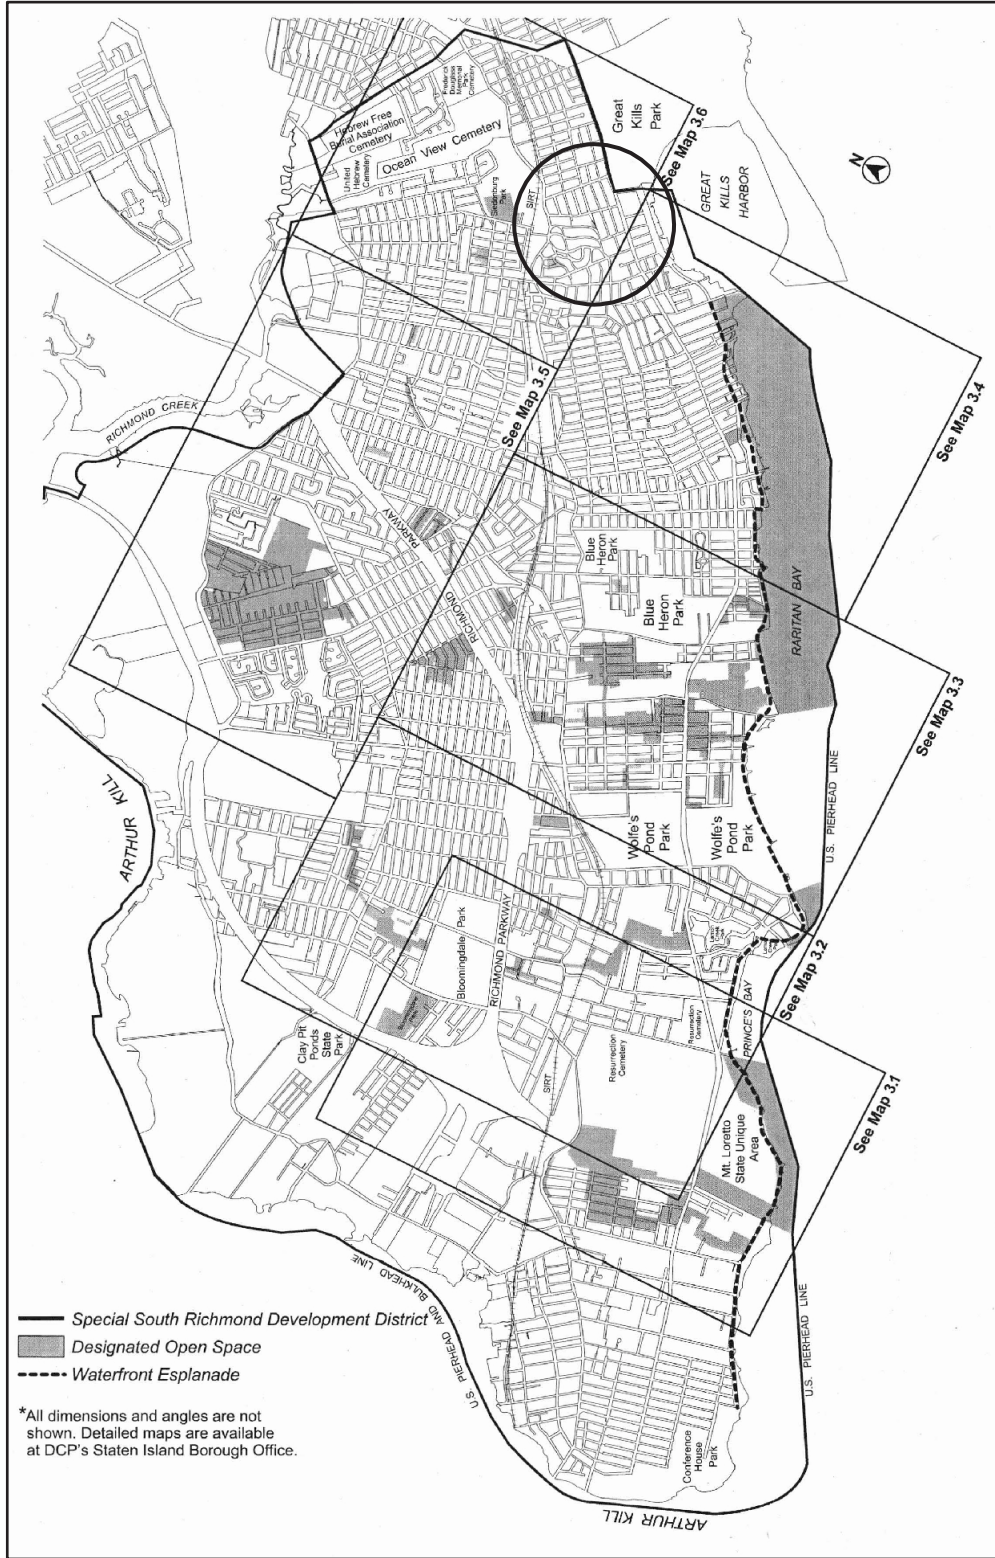 Frederick
Douglass
Memorial
Park
Cemetery
Hebrew Free
Burial Association
Cemetery
United
Hebrew
Cemetery
Ocean View Cemetery
Great
Kills
Park
See Map 3.6
N
GREAT
KILLS
HARBOR
Siedenburg
Park
SIRT
See Map 3.5
RICHMOND CREEK
See Map 3.4
PARKWAY
RICHMOND
Blue
Heron
Park
Blue
Heron
Park
RARITAN BAY
See Map 3.3
U.S. PIERHEAD LINE
ARTHUR KILL
Wolfe's
Pond
Park
Wolfe's
Pond
Park
Bloomingdale Park
RICHMOND PARKWAY
See Map 3.2
PRINCE'S BAY
Clay Pit
Ponds
State
Park
Resurrection
Cemetery
Resurrection
Cemetery
SIRT
See Map 3.1
Mt. Loretto
State Unique
Area
U.S. PIERHEAD AND BULKHEAD LINE
U.S. PIERHEAD LINE
Special South Richmond Development District
Designated Open Space
Waterfront Esplanade
*All dimensions and angles are not
shown. Detailed maps are available
at DCP's Staten Island Borough Office.
Conference
House
Park
ARTHUR KILL